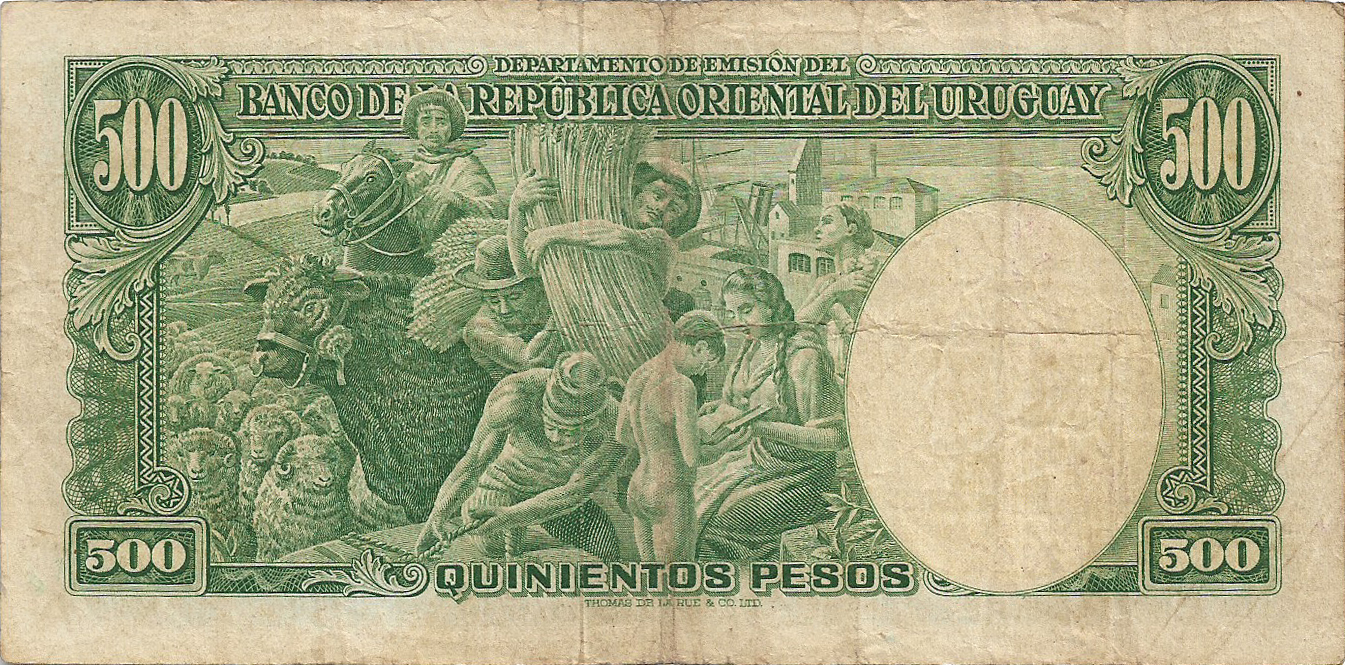 DEPARTAMENTO DE EMISIÓN DEL
BANCO DE LA REPÚBLICA ORIENTAL DEL URUGUAY
500
500
500
500
QUINIENTOS PESOS
THOMAS DE LA RUE & CO. LTD.